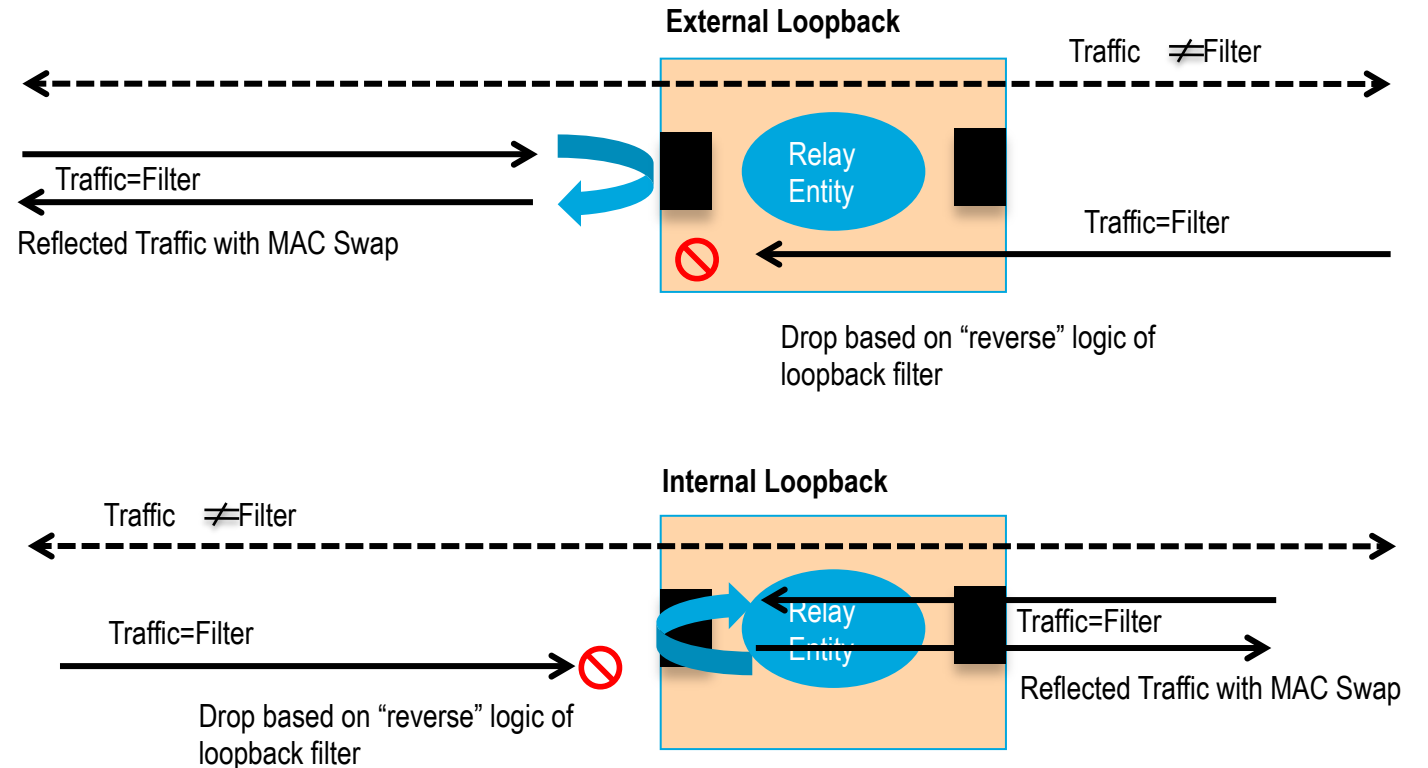 External Loopback
Traffic ≠Filter
Relay
Entity
Traffic=Filter
Reflected Traffic with MAC Swap
Traffic=Filter
Drop based on “reverse” logic of
loopback filter
Internal Loopback
Traffic ≠Filter
Relay
Entity
Traffic=Filter
Traffic=Filter
Reflected Traffic with MAC Swap
Drop based on “reverse” logic of
loopback filter